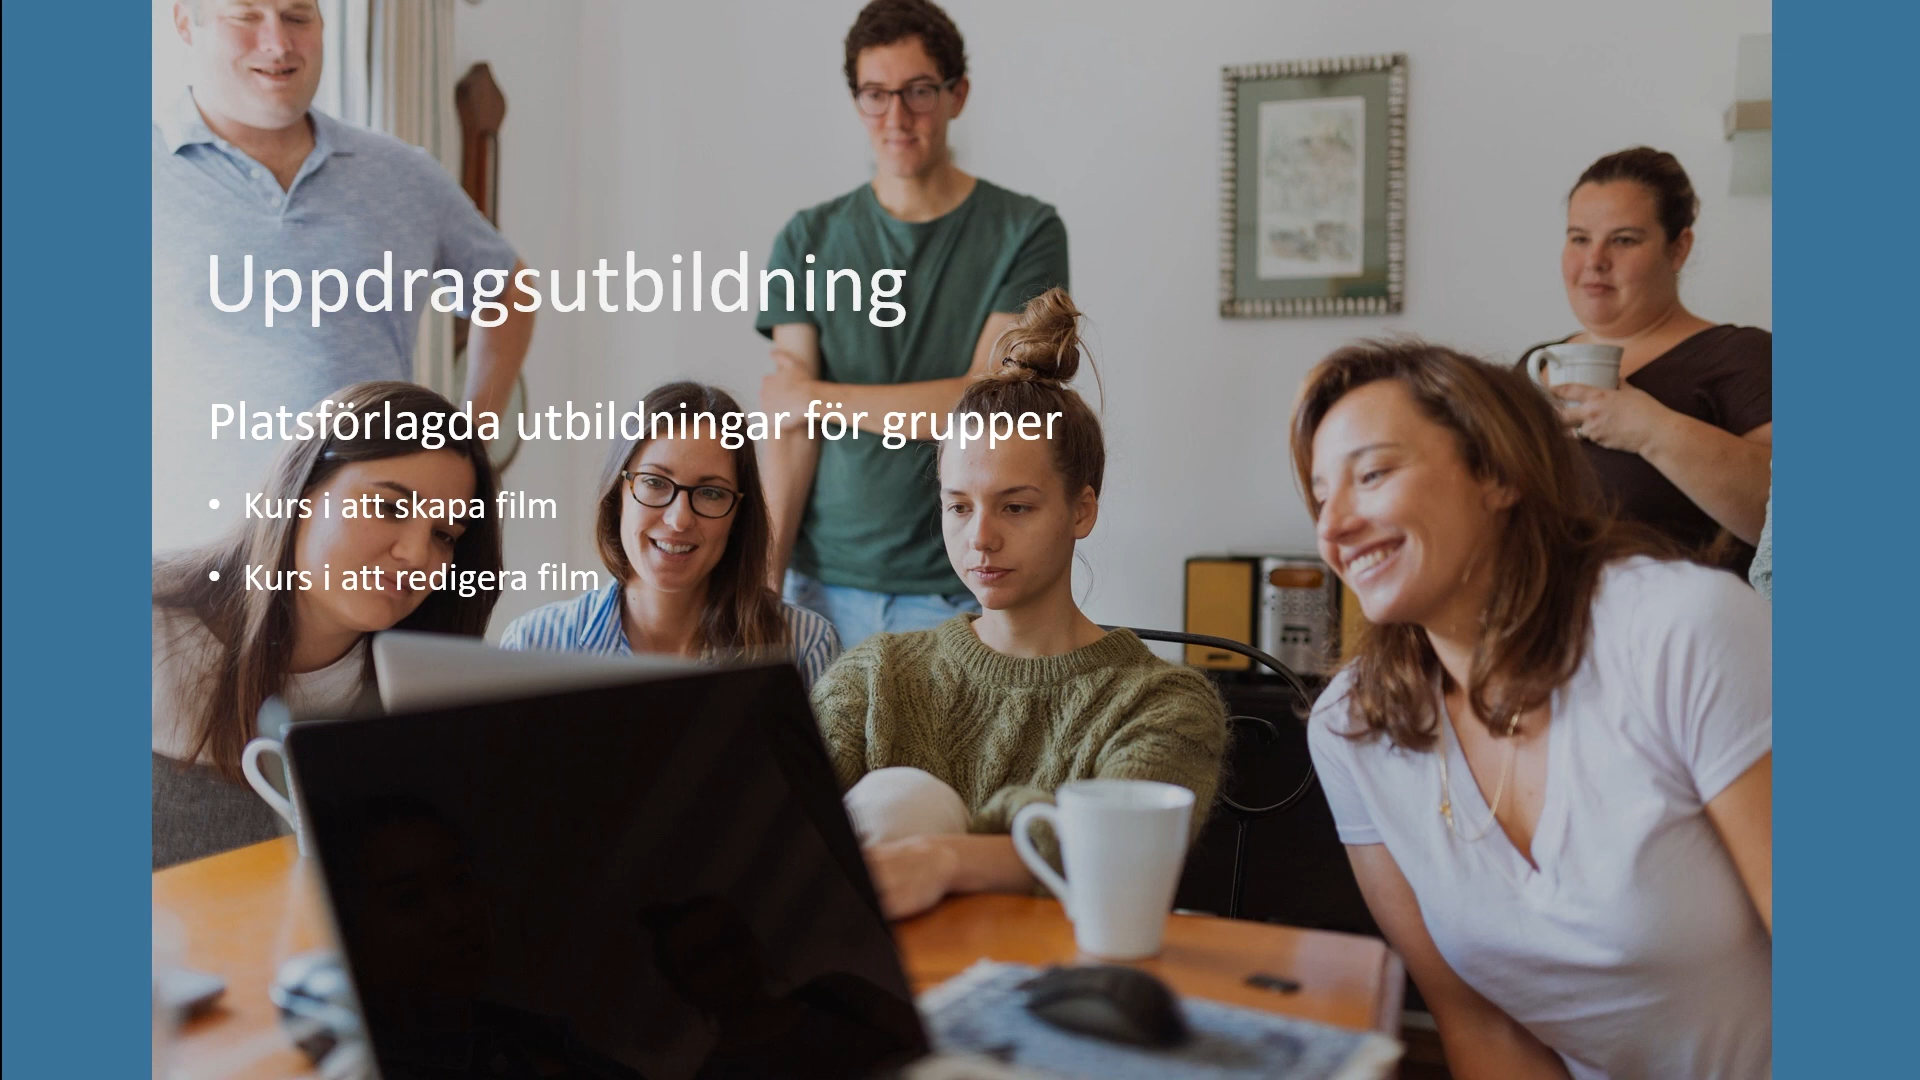 Uppdragsutbildning
Platsförlagda utbildningar för grupper
• Kurs i att skapa film
• Kurs i att redigera film